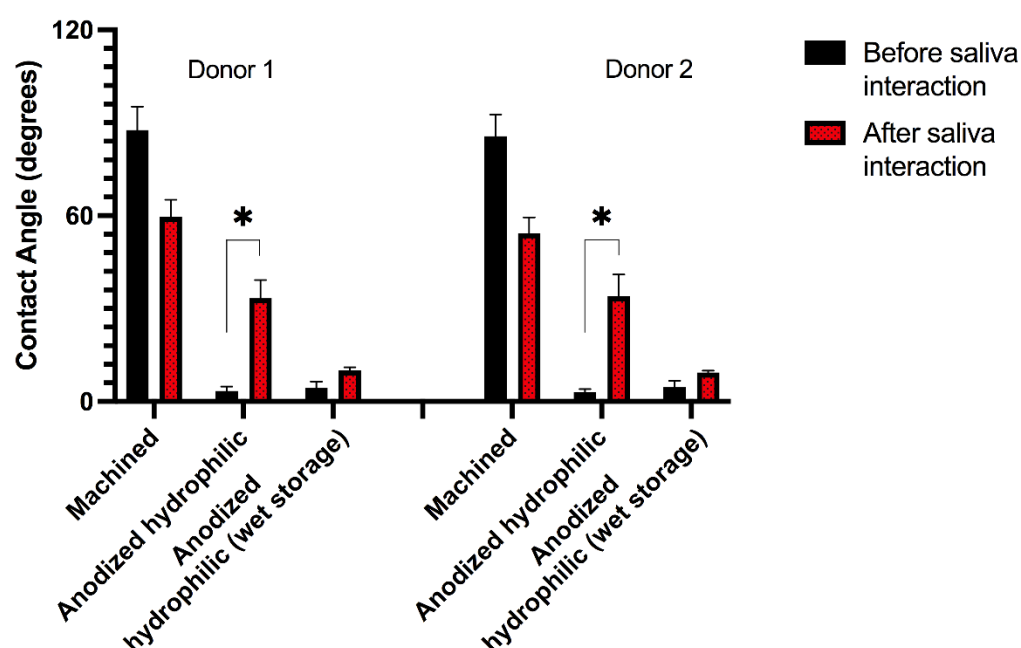 120
60
0
Contact Angle (degrees)
Donor 1
Donor 2
*
*
Before saliva
interaction
After saliva
interaction
Machined
Anodized hydrophilic
Anodized
hydrophilic (wet storage)
Machined
Anodized hydrophilic
Anodized
hydrophilic (wet storage)